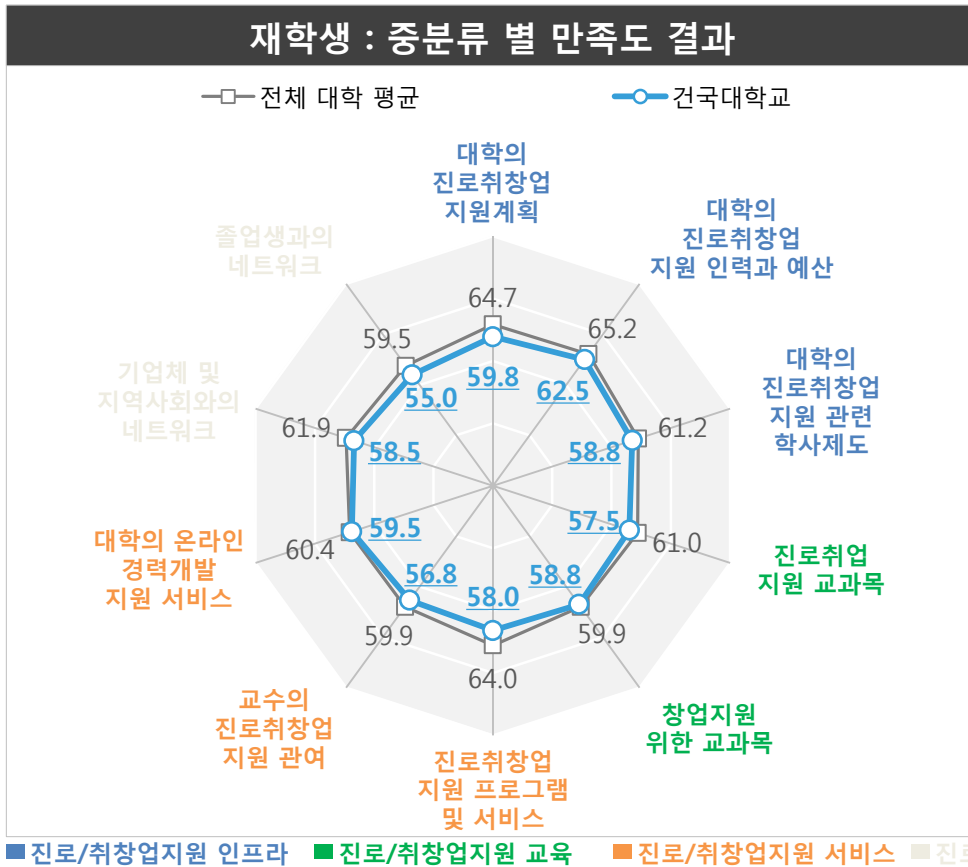 재학생 : 중분류 별 만족도 결과
전체 대학 평균
건국대학교
대학의
진로취창업
지원계획
대학의
진로취창업
지원 인력과 예산
대학의
진로취창업
지원 관련
학사제도
진로취업
지원 교과목
창업지원
위한 교과목
진로취창업
지원 프로그램
및 서비스
교수의
진로취창업
지원 관여
대학의 온라인
경력개발
지원 서비스
기업체 및
지역사회와의
네트워크
졸업생과의
네트워크
64.7
65.2
61.2
61.0
59.9
64.0
59.9
60.4
61.9
59.5
59.8
62.5
58.8
57.5
58.8
58.0
56.8
59.5
58.5
55.0
진로/취창업지원 인프라
진로/취창업지원 교육
진로/취창업지원 서비스
진로